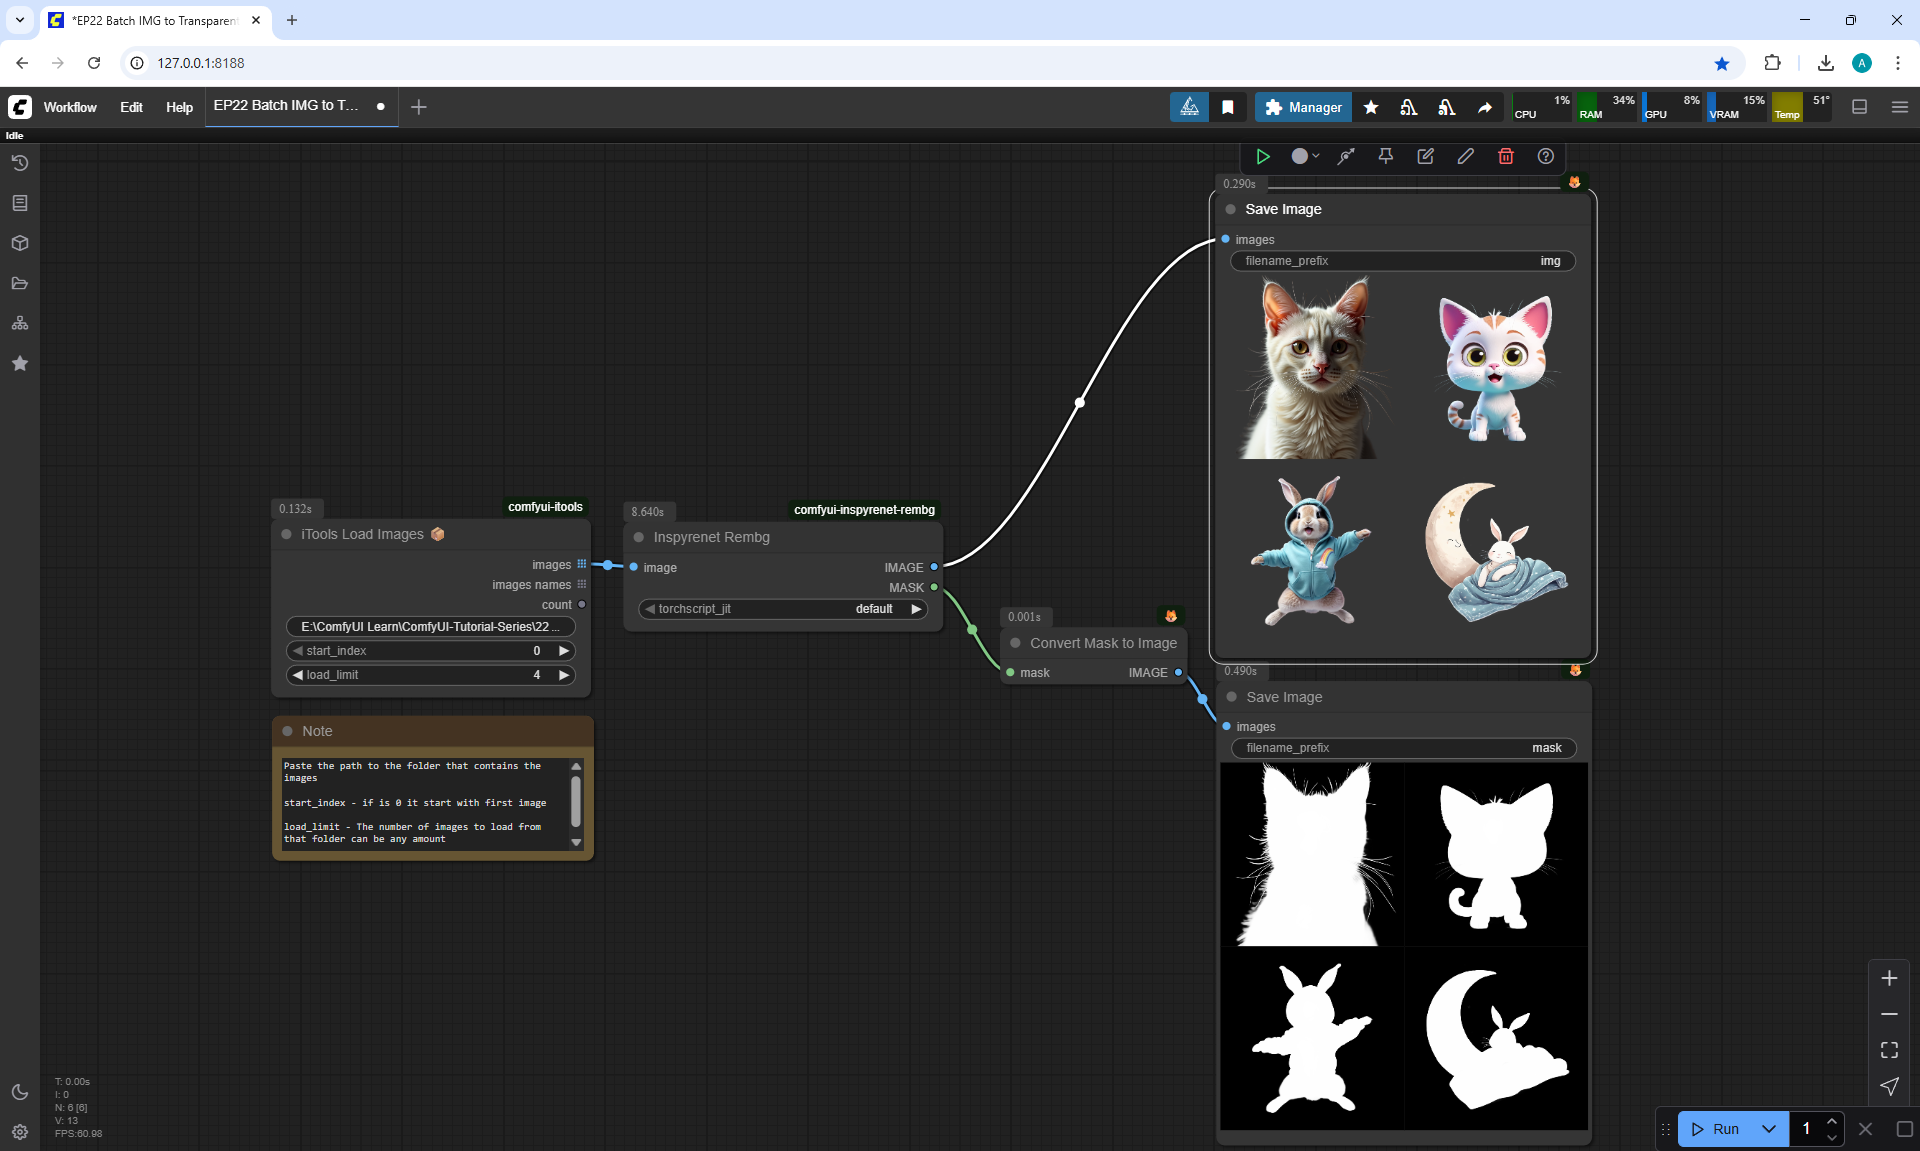 *EP22 Batch IMG to Transparen
127.0.0.1:8188
Workflow
Edit
Help
EP22 Batch IMG to T...
Manager
CPU
1%
RAM
34%
GPU
8%
VRAM
15%
Temp
51°
Idle
0.290s
Save Image
images
filename_prefix
img
0.132s
comfyui-itools
iTools Load Images
images
images names
count
E:\ComfyUI Learn\ComfyUI-Tutorial-Series\22 ...
start_index
0
load_limit
4
8.640s
comfyui-inspyrenet-rembg
Inspyrenet Rembg
image
IMAGE
MASK
torchscript_jit
default
0.001s
Convert Mask to Image
mask
IMAGE
0.490s
Save Image
images
filename_prefix
mask
Note
Paste the path to the folder that contains the
images
start_index - if is 0 it start with first image
load_limit - The number of images to load from
that folder can be any amount
T: 0.00s
I: 0
N: 6 [6]
V: 13
FPS:60.98
Run
1
A